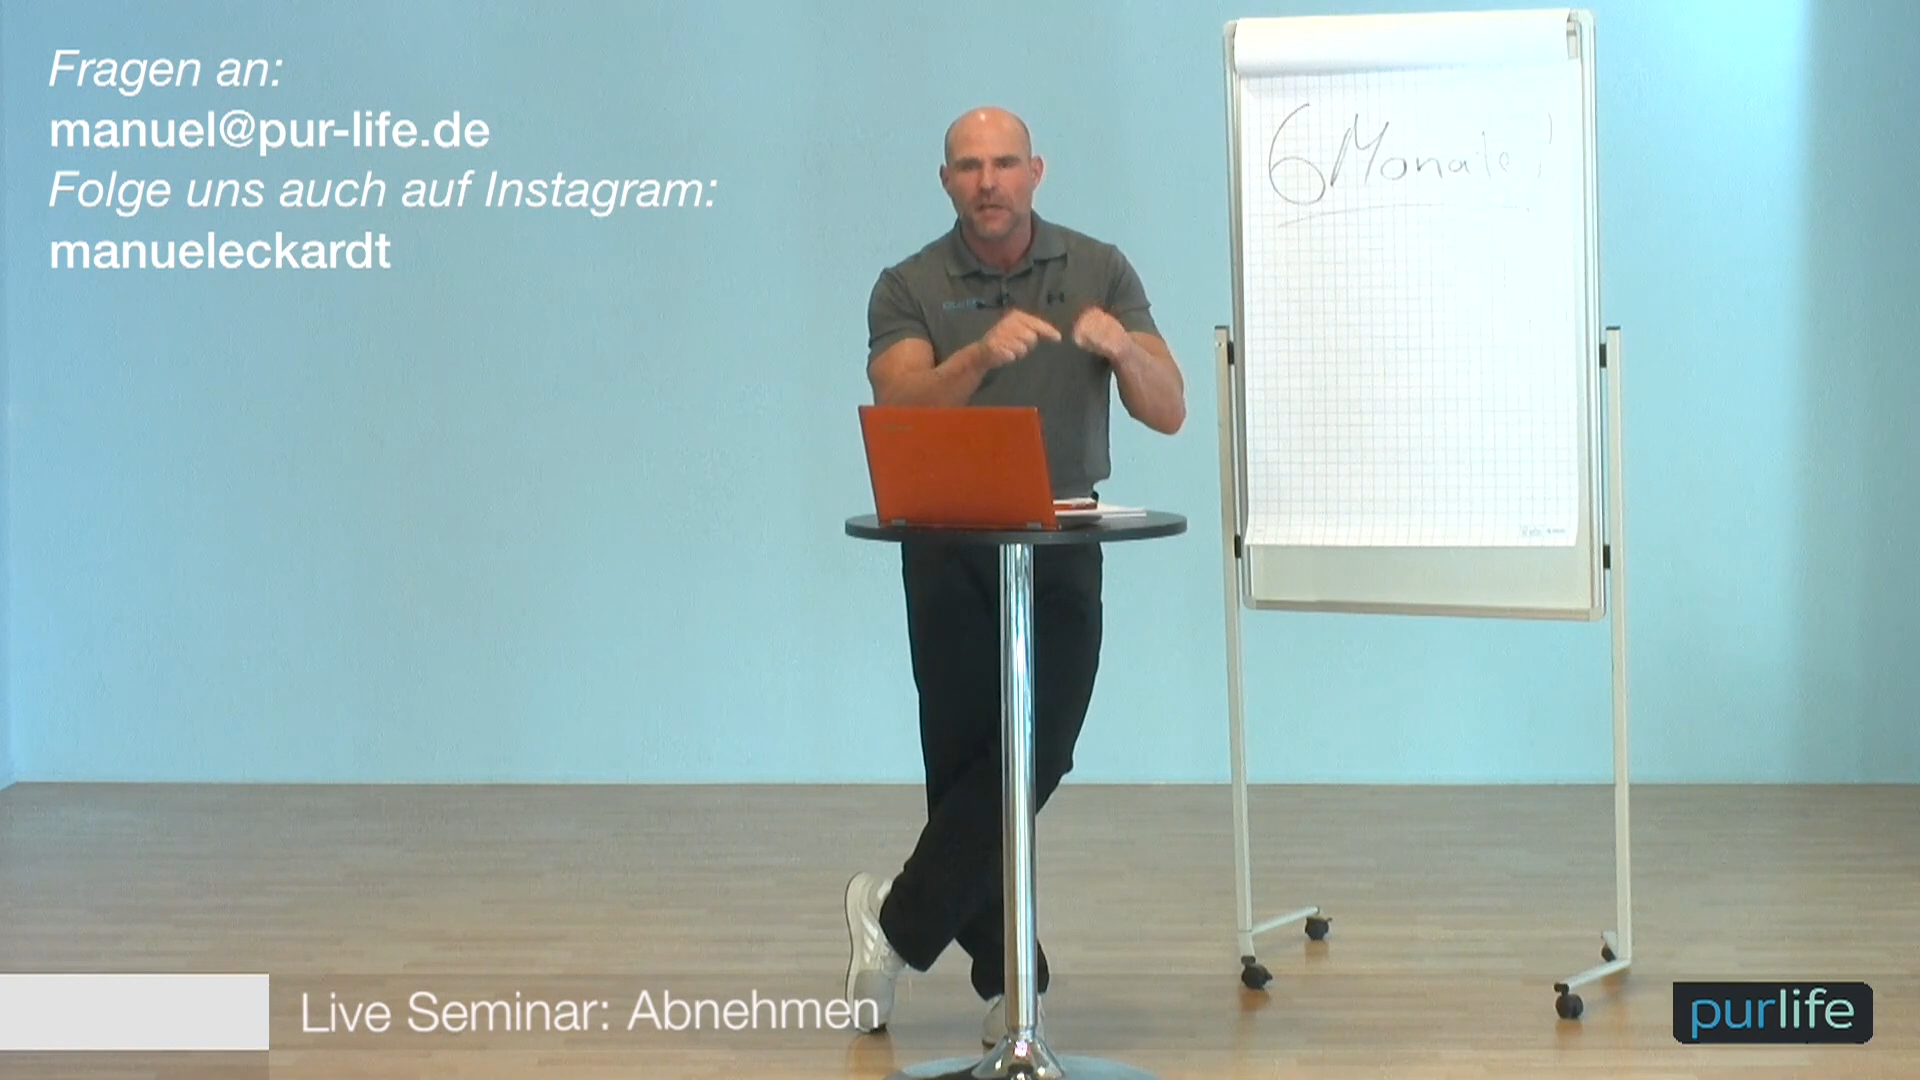 Fragen an:
manuel@pur-life.de
Folge uns auch auf Instagram:
manueleckardt
6 Monate!
Live Seminar: Abnehmen
purlife